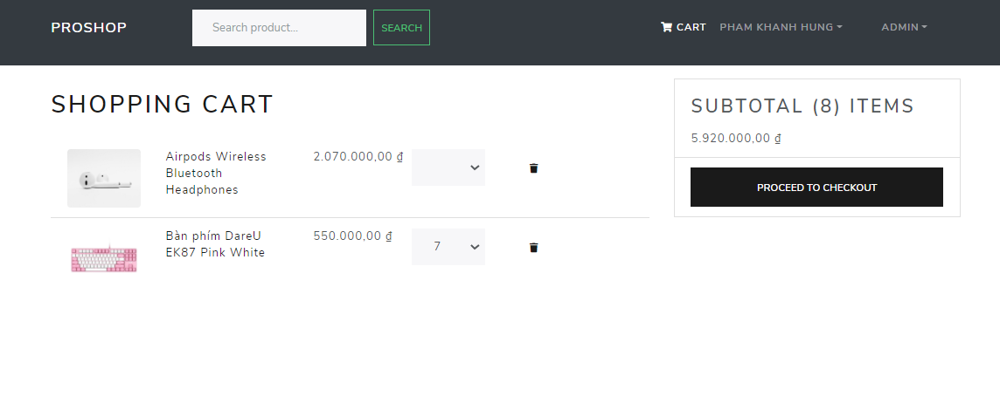 PROSHOP
Search product...
SEARCH
CART
PHAM KHANH HUNG
ADMIN
SHOPPING CART
Airpods Wireless
Bluetooth
Headphones
2.070.000,00 ₫
Bàn phím DareU
EK87 Pink White
550.000,00 ₫
7
SUBTOTAL (8) ITEMS
5.920.000,00 ₫
PROCEED TO CHECKOUT